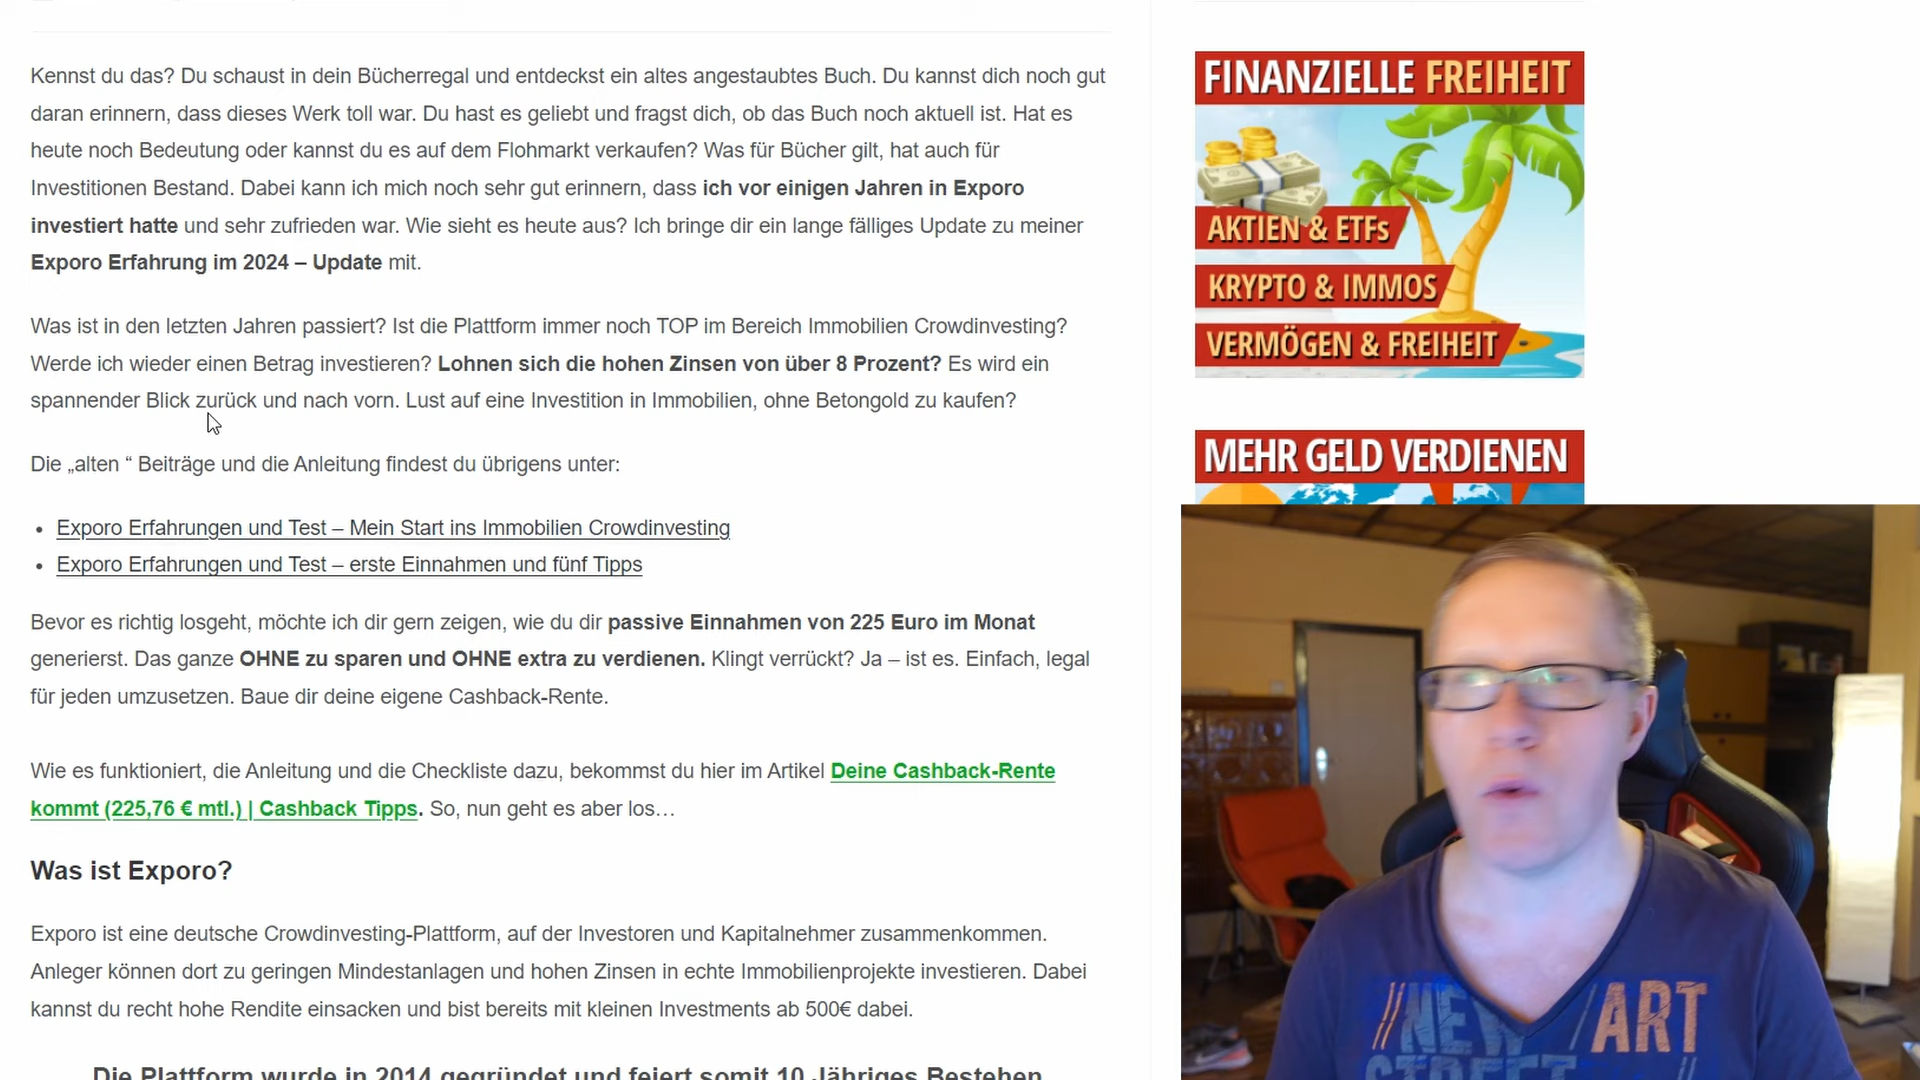 Kennst du das? Du schaust in dein Bücherregal und entdeckst ein altes angestaubtes Buch. Du kannst dich noch gut
daran erinnern, dass dieses Werk toll war. Du hast es geliebt und fragst dich, ob das Buch noch aktuell ist. Hat es
heute noch Bedeutung oder kannst du es auf dem Flohmarkt verkaufen? Was für Bücher gilt, hat auch für
Investitionen Bestand. Dabei kann ich mich noch sehr gut erinnern, dass ich vor einigen Jahren in Exporo
investiert hatte und sehr zufrieden war. Wie sieht es heute aus? Ich bringe dir ein lange fälliges Update zu meiner
Exporo Erfahrung im 2024 – Update mit.
Was ist in den letzten Jahren passiert? Ist die Plattform immer noch TOP im Bereich Immobilien Crowdinvesting?
Werde ich wieder einen Betrag investieren? Lohnen sich die hohen Zinsen von über 8 Prozent? Es wird ein
spannender Blick zurück und nach vorn. Lust auf eine Investition in Immobilien, ohne Betongold zu kaufen?
Die „alten “ Beiträge und die Anleitung findest du übrigens unter:
• Exporo Erfahrungen und Test – Mein Start ins Immobilien Crowdinvesting
• Exporo Erfahrungen und Test – erste Einnahmen und fünf Tipps
Bevor es richtig losgeht, möchte ich dir gern zeigen, wie du dir passive Einnahmen von 225 Euro im Monat
generierst. Das ganze OHNE zu sparen und OHNE extra zu verdienen. Klingt verrückt? Ja – ist es. Einfach, legal
für jeden umzusetzen. Baue dir deine eigene Cashback-Rente.
Wie es funktioniert, die Anleitung und die Checkliste dazu, bekommst du hier im Artikel Deine Cashback-Rente
kommt (225,76 € mtl.) | Cashback Tipps. So, nun geht es aber los…
Was ist Exporo?
Exporo ist eine deutsche Crowdinvesting-Plattform, auf der Investoren und Kapitalnehmer zusammenkommen.
Anleger können dort zu geringen Mindestanlagen und hohen Zinsen in echte Immobilienprojekte investieren. Dabei
kannst du recht hohe Rendite einsacken und bist bereits mit kleinen Investments ab 500€ dabei.
Die Plattform wurde in 2014 gegründet und feiert somit 10 Jähriges Bestehen
FINANZIELLE FREIHEIT
AKTIEN & ETFs
KRYPTO & IMMOS
VERMÖGEN & FREIHEIT
MEHR GELD VERDIENEN
//NEW/ART
STREET